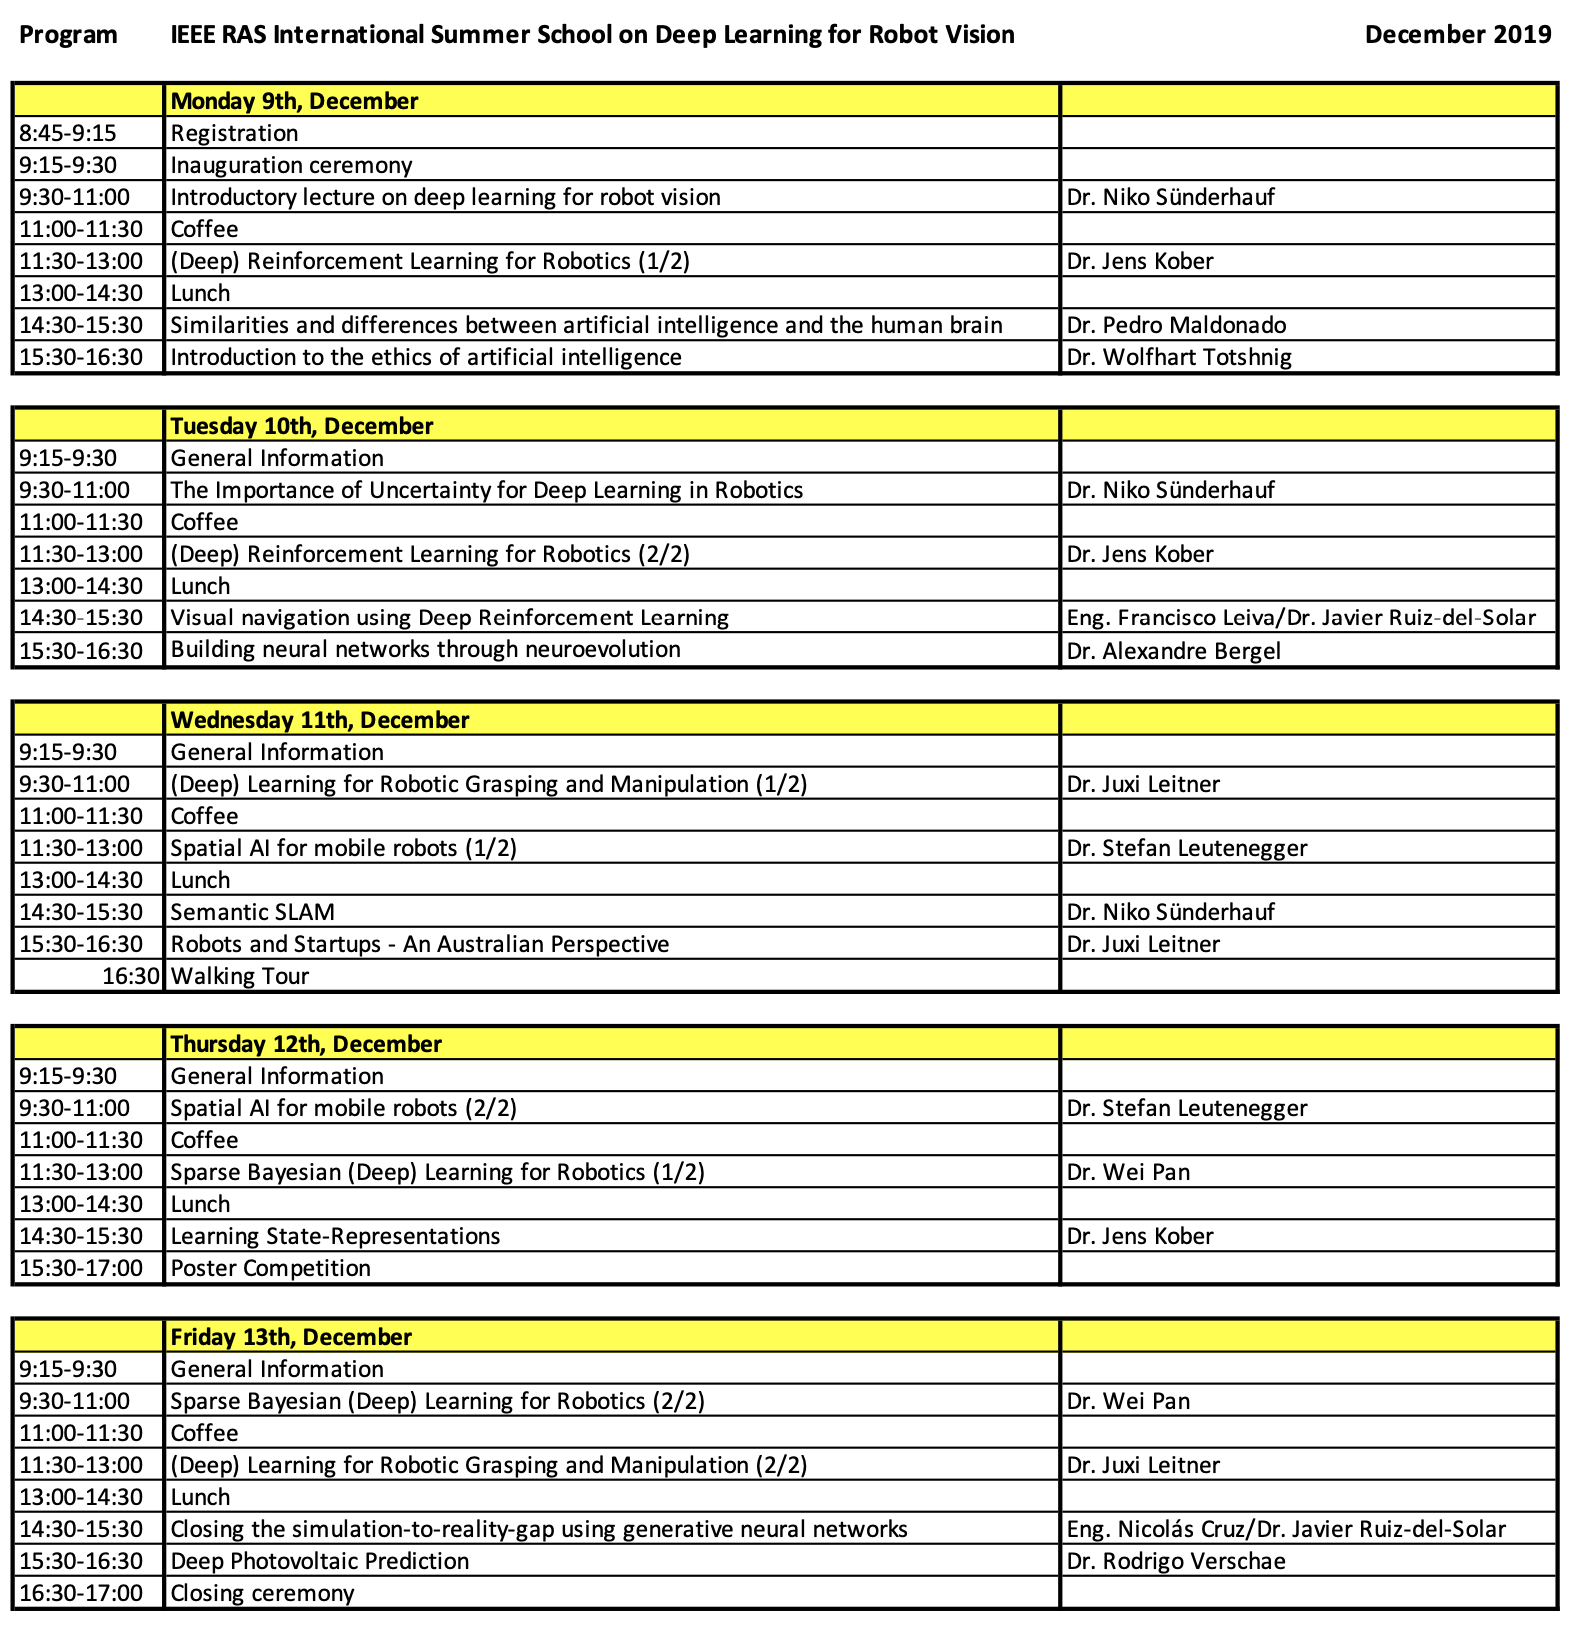 Program IEEE RAS International Summer School on Deep Learning for Robot Vision December 2019
Monday 9th, December
8:45-9:15 Registration
9:15-9:30 Inauguration ceremony
9:30-11:00 Introductory lecture on deep learning for robot vision Dr. Niko Sünderhauf
11:00-11:30 Coffee
11:30-13:00 (Deep) Reinforcement Learning for Robotics (1/2) Dr. Jens Kober
13:00-14:30 Lunch
14:30-15:30 Similarities and differences between artificial intelligence and the human brain Dr. Pedro Maldonado
15:30-16:30 Introduction to the ethics of artificial intelligence Dr. Wolfhart Totshnig
Tuesday 10th, December
9:15-9:30 General Information
9:30-11:00 The Importance of Uncertainty for Deep Learning in Robotics Dr. Niko Sünderhauf
11:00-11:30 Coffee
11:30-13:00 (Deep) Reinforcement Learning for Robotics (2/2) Dr. Jens Kober
13:00-14:30 Lunch
14:30-15:30 Visual navigation using Deep Reinforcement Learning Eng. Francisco Leiva/Dr. Javier Ruiz-del-Solar
15:30-16:30 Building neural networks through neuroevolution Dr. Alexandre Bergel
Wednesday 11th, December
9:15-9:30 General Information
9:30-11:00 (Deep) Learning for Robotic Grasping and Manipulation (1/2) Dr. Juxi Leitner
11:00-11:30 Coffee
11:30-13:00 Spatial AI for mobile robots (1/2) Dr. Stefan Leutenegger
13:00-14:30 Lunch
14:30-15:30 Semantic SLAM Dr. Niko Sünderhauf
15:30-16:30 Robots and Startups - An Australian Perspective Dr. Juxi Leitner
16:30 Walking Tour
Thursday 12th, December
9:15-9:30 General Information
9:30-11:00 Spatial AI for mobile robots (2/2) Dr. Stefan Leutenegger
11:00-11:30 Coffee
11:30-13:00 Sparse Bayesian (Deep) Learning for Robotics (1/2) Dr. Wei Pan
13:00-14:30 Lunch
14:30-15:30 Learning State-Representations Dr. Jens Kober
15:30-17:00 Poster Competition
Friday 13th, December
9:15-9:30 General Information
9:30-11:00 Sparse Bayesian (Deep) Learning for Robotics (2/2) Dr. Wei Pan
11:00-11:30 Coffee
11:30-13:00 (Deep) Learning for Robotic Grasping and Manipulation (2/2) Dr. Juxi Leitner
13:00-14:30 Lunch
14:30-15:30 Closing the simulation-to-reality-gap using generative neural networks Eng. Nicolás Cruz/Dr. Javier Ruiz-del-Solar
15:30-16:30 Deep Photovoltaic Prediction Dr. Rodrigo Verschae
16:30-17:00 Closing ceremony